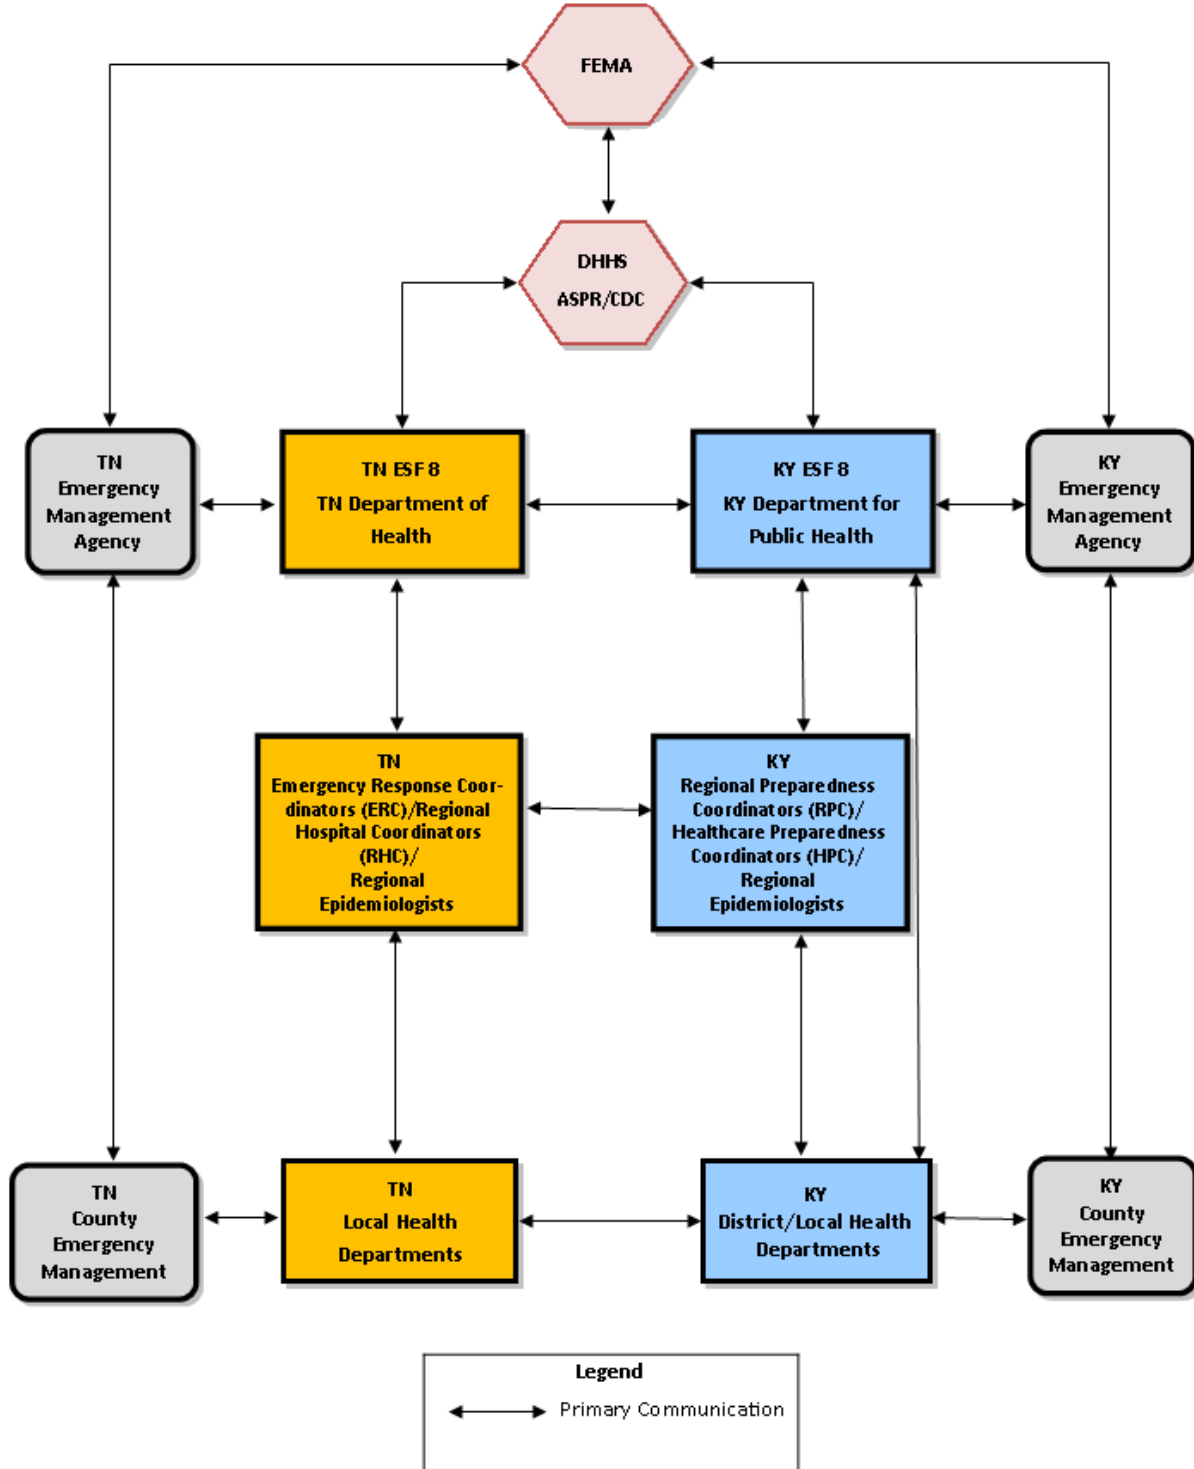 FEMA
DHHS
ASPR/CDC
TN
Emergency
Management
Agency
TN ESF 8
TN Department of
Health
KY ESF 8
KY Department for
Public Health
KY
Emergency
Management
Agency
TN
Emergency Response Coor-
dinators (ERC)/Regional
Hospital Coordinators
(RHC)/
Regional
Epidemiologists
KY
Regional Preparedness
Coordinators (RPC)/
Healthcare Preparedness
Coordinators (HPC)/
Regional
Epidemiologists
TN
County
Emergency
Management
TN
Local Health
Departments
KY
District/Local Health
Departments
KY
County
Emergency
Management
Legend
Primary Communication